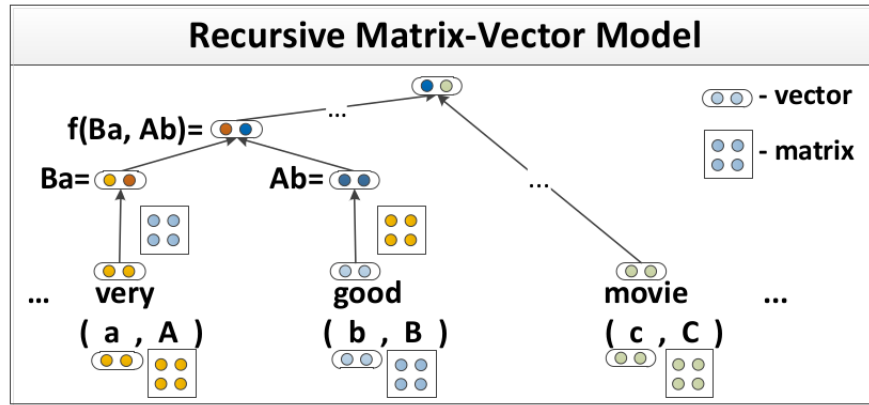 Recursive Matrix-Vector Model
...
- vector
f(Ba, Ab)=
- matrix
Ba=
Ab=
...
... very good movie ...
( a , A ) ( b , B ) ( c , C )